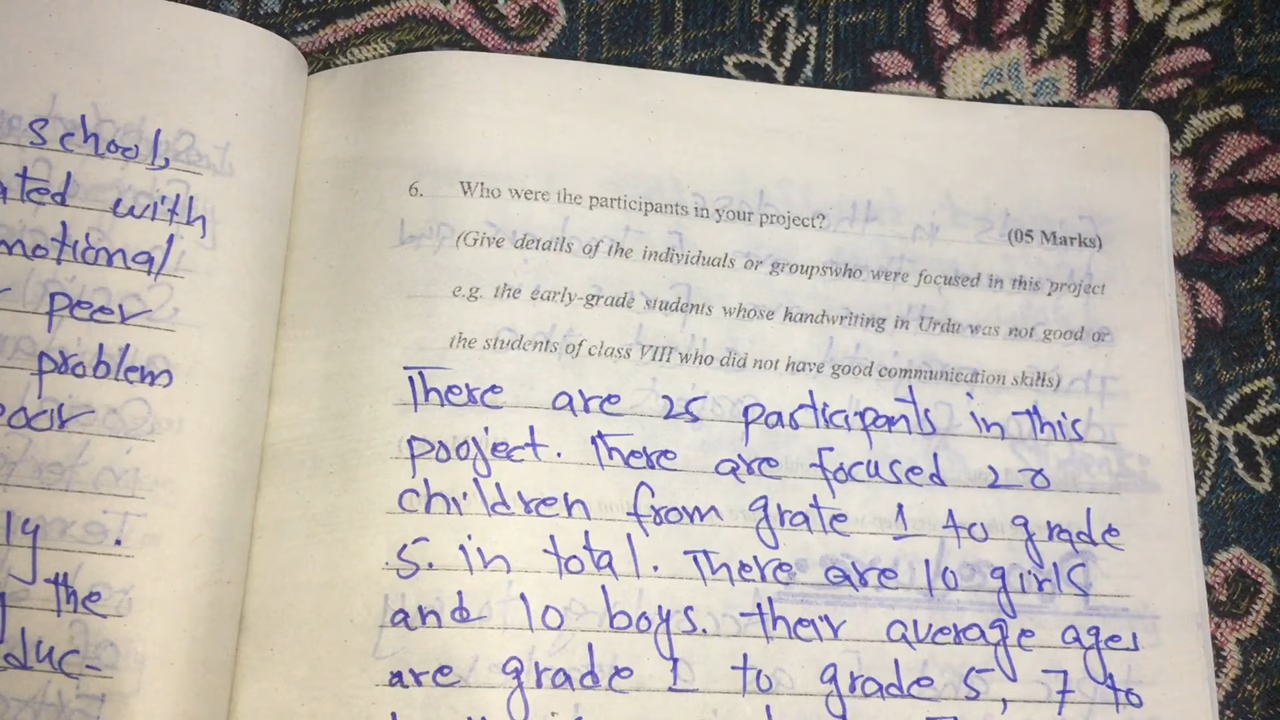 school,
ated with
motional
peer
problem
oor
ly.
the
duc-
6. Who were the participants in your project?
(05 Marks)
(Give details of the individuals or groupswho were focused in this project
e.g. the early-grade students whose handwriting in Urdu was not good or
the students of class VIII who did not have good communication skills)
There are 25 participants in this
pooject. There are focused 20
children from grate 1 to grade
5. in total. There are 10 girls
and 10 boys. their average ages
are grade 1 to grade 5, 7 to